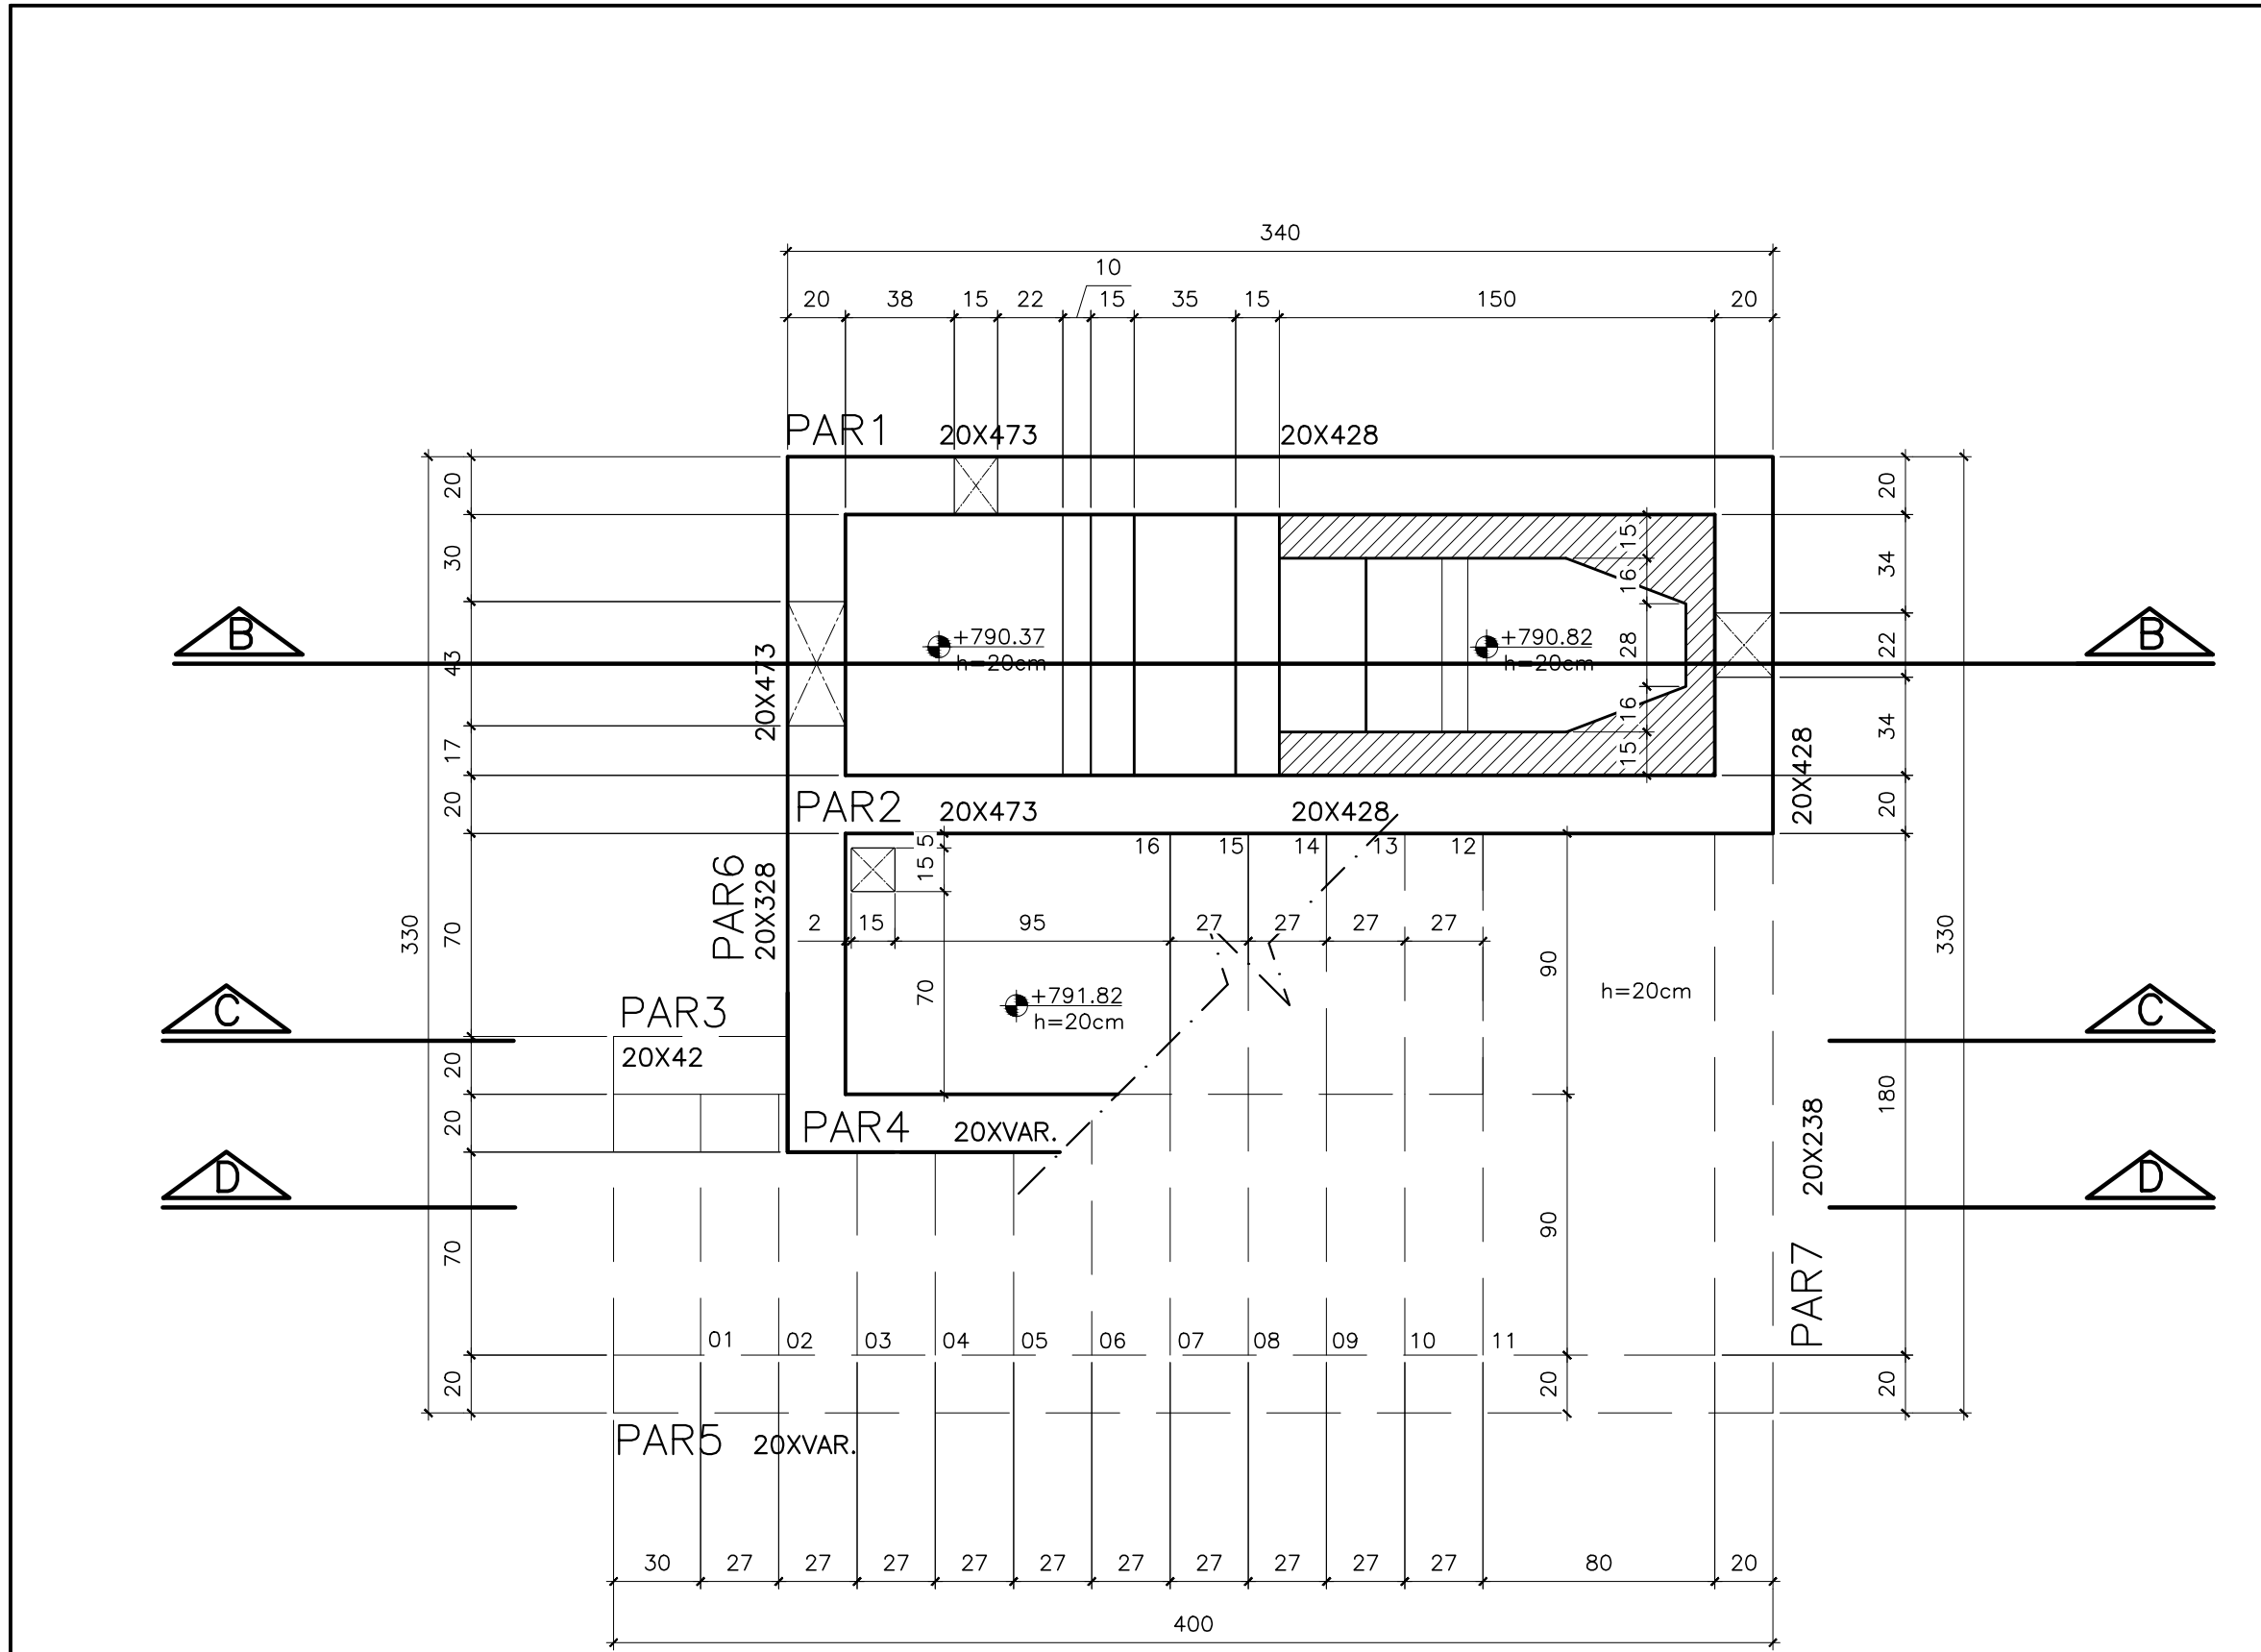 340
10
20 38 15 22 15 35 15 150 20
PAR1 20X473 20X428
20 30 43 17 20 70 20 20 70 20
330
20 34 22 34 20 180 20
330
15 16 28 16 15
B B
+790.37
h=20cm
+790.82
h=20cm
20X473
20X428
PAR2 20X473 20X428
16 15 14 13 12
5
15
70
PAR6
20X328
2 15 95 27 27 27 27
90
h=20cm
+791.82
h=20cm
C C
PAR3
20X42
PAR4 20XVAR.
20X238
D D
90
PAR7
01 02 03 04 05 06 07 08 09 10 11
20
PAR5 20XVAR.
30 27 27 27 27 27 27 27 27 27 27 80 20
400